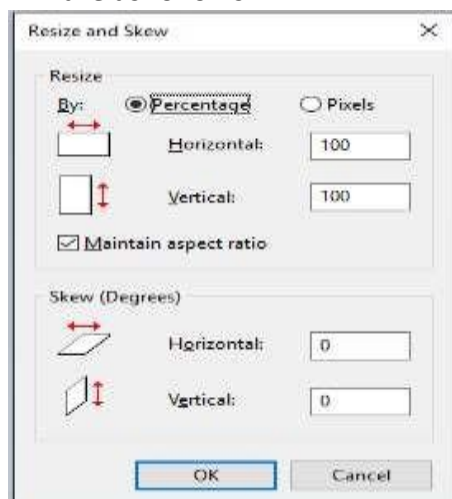 Resize and Skew
Resize
By: Percentage Pixels
Horizontal: 100
Vertical: 100
Maintain aspect ratio
Skew (Degrees)
Horizontal: 0
Vertical: 0
OK Cancel